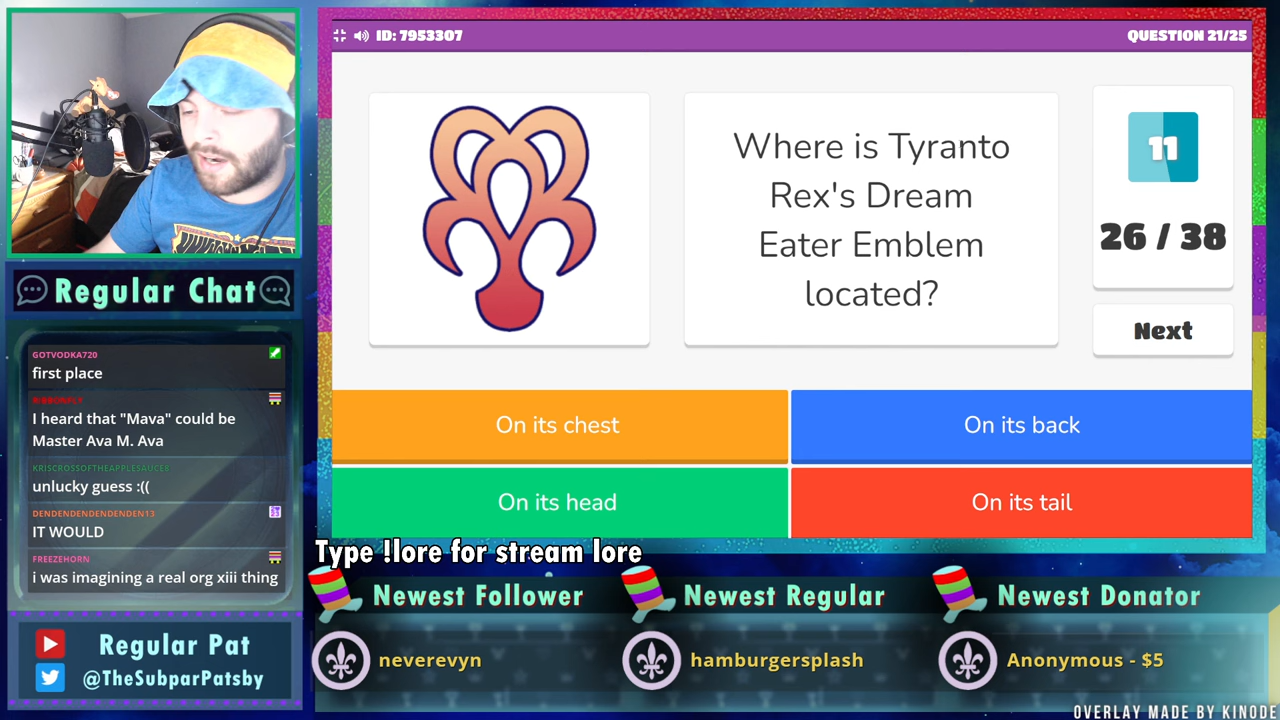 ID: 7953307
QUESTION 21/25
Where is Tyranto
Rex's Dream
Eater Emblem
located?
11
26 / 38
Next
On its chest
On its back
On its head
On its tail
Regular Chat
GOTVODKA720
first place
I heard that "Mava" could be
Master Ava M. Ava
KRISCROSSOFTHEAPPLESAUCE8
unlucky guess :((
DENDENDENDENDENDEN13
IT WOULD
FREEZEHORN
i was imagining a real org xiii thing
Type !lore for stream lore
Newest Follower
neverevyn
Newest Regular
hamburgersplash
Newest Donator
Anonymous - $5
Regular Pat
@TheSubparPatsby
OVERLAY MADE BY KINODE